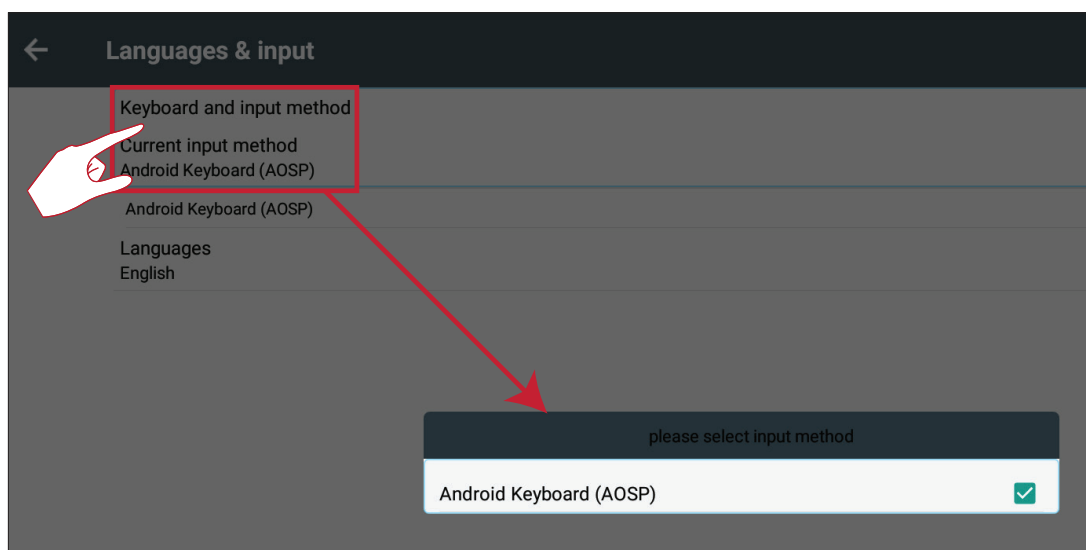 Languages & input
Keyboard and input method
Current input method
Android Keyboard (AOSP)
Android Keyboard (AOSP)
Languages
English
please select input method
Android Keyboard (AOSP)